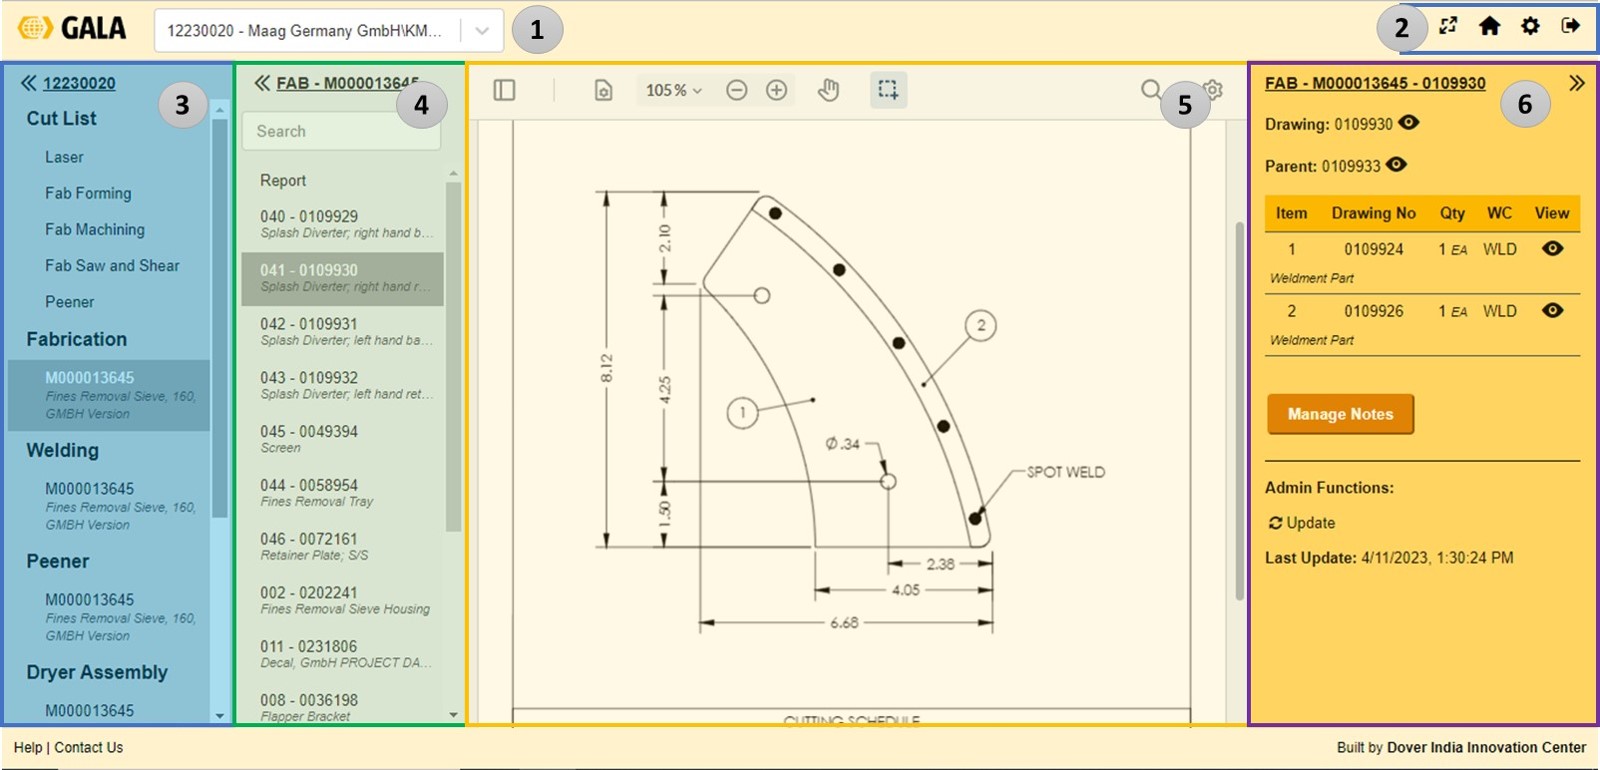 GALA
12230020 - Maag Germany GmbH\KM...
1
2
12230020
3
Cut List
Laser
Fab Forming
Fab Machining
Fab Saw and Shear
Peener
Fabrication
M000013645
Fines Removal Sieve, 160,
GMBH Version
Welding
M000013645
Fines Removal Sieve, 160,
GMBH Version
Peener
M000013645
Fines Removal Sieve, 160,
GMBH Version
Dryer Assembly
M000013645
FAB - M000013645
4
Search
Report
040 - 0109929
Splash Diverter; right hand b...
041 - 0109930
Splash Diverter; right hand r...
042 - 0109931
Splash Diverter; left hand ba...
043 - 0109932
Splash Diverter; left hand ret...
045 - 0049394
Screen
044 - 0058954
Fines Removal Tray
046 - 0072161
Retainer Plate; S/S
002 - 0202241
Fines Removal Sieve Housing
011 - 0231806
Decal, GmbH PROJECT DA...
008 - 0036198
Flapper Bracket
105%
5
2.10
8.12
4.25
1.50
1
2
Ø.34
SPOT WELD
2.38
4.05
6.68
CUTTING SCHEDULE
FAB - M000013645 - 0109930
6
Drawing: 0109930
Parent: 0109933
Item Drawing No Qty WC View
1 0109924 1 EA WLD
Weldment Part
2 0109926 1 EA WLD
Weldment Part
Manage Notes
Admin Functions:
Update
Last Update: 4/11/2023, 1:30:24 PM
Help | Contact Us
Built by Dover India Innovation Center